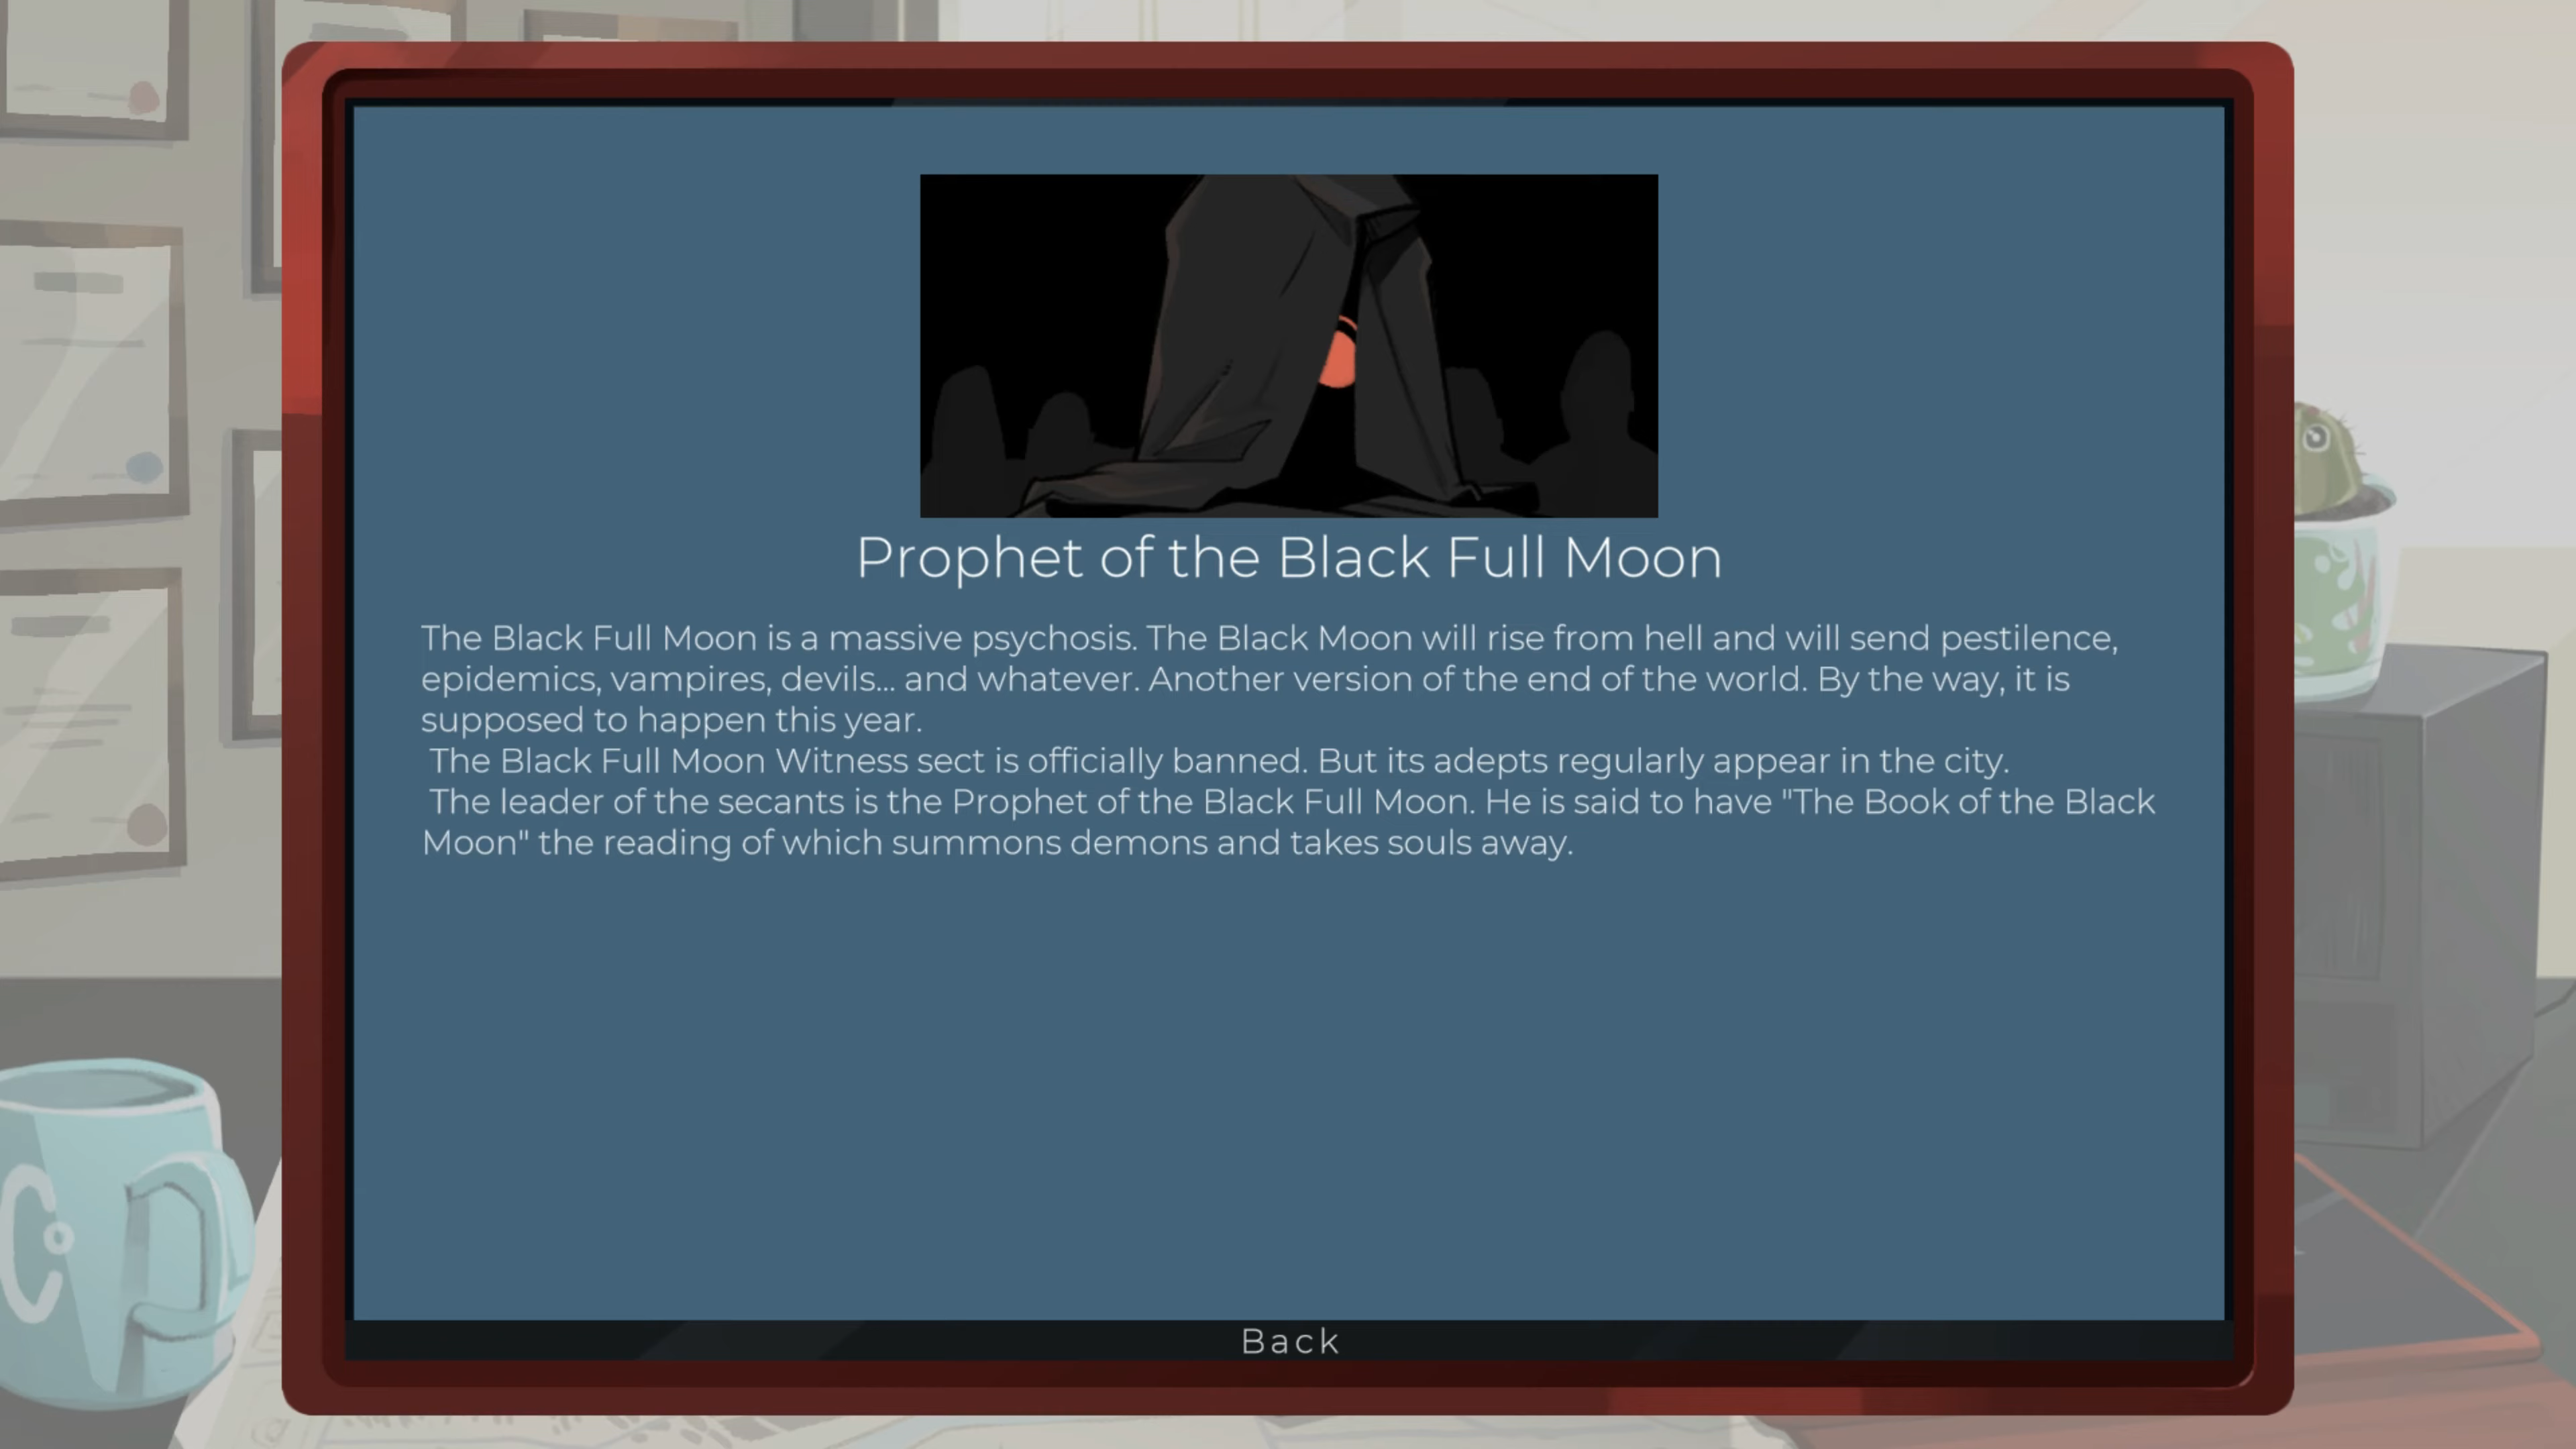 Prophet of the Black Full Moon
The Black Full Moon is a massive psychosis. The Black Moon will rise from hell and will send pestilence,
epidemics, vampires, devils... and whatever. Another version of the end of the world. By the way, it is
supposed to happen this year.
The Black Full Moon Witness sect is officially banned. But its adepts regularly appear in the city.
The leader of the secants is the Prophet of the Black Full Moon. He is said to have "The Book of the Black
Moon" the reading of which summons demons and takes souls away.
Back